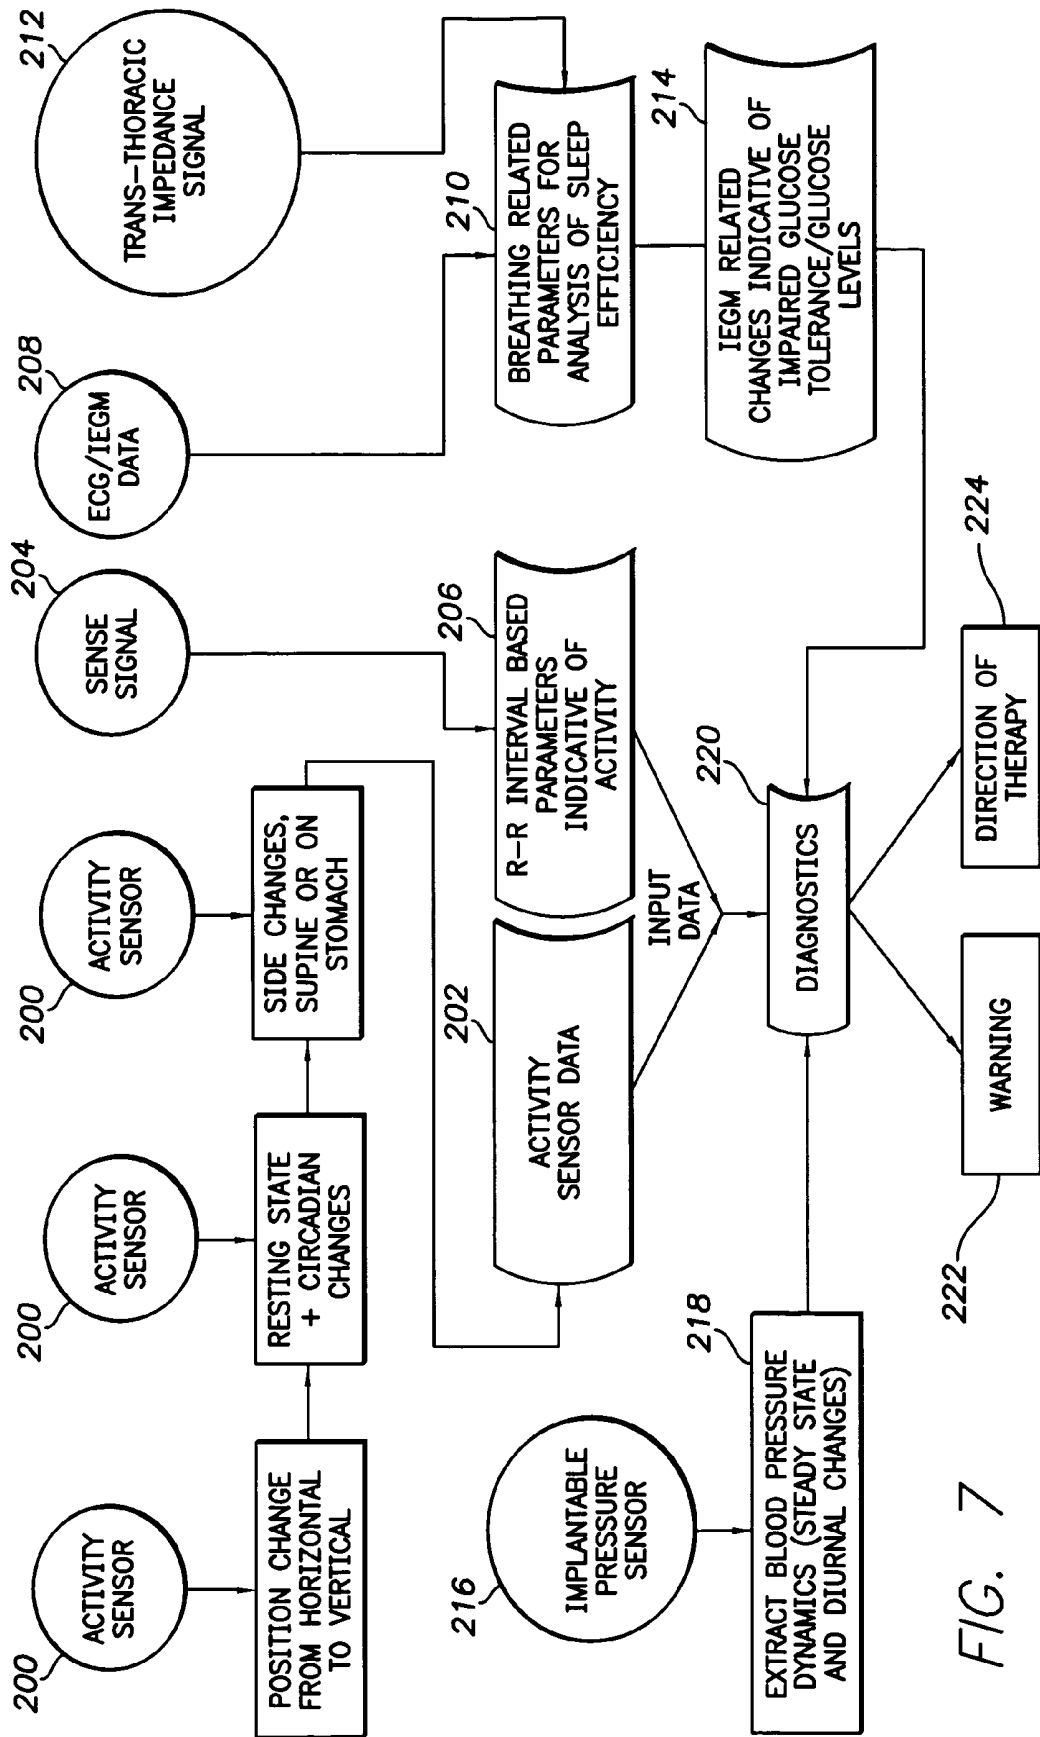 200
ACTIVITY
SENSOR
200
ACTIVITY
SENSOR
200
ACTIVITY
SENSOR
204
SENSE
SIGNAL
208
ECG/IEGM
DATA
212
TRANS-THORACIC
IMPEDANCE
SIGNAL
POSITION CHANGE
FROM HORIZONTAL
TO VERTICAL
RESTING STATE
+ CIRCADIAN
CHANGES
SIDE CHANGES,
SUPINE OR ON
STOMACH
216
IMPLANTABLE
PRESSURE
SENSOR
202
ACTIVITY
SENSOR DATA
206
R-R INTERVAL BASED
PARAMETERS
INDICATIVE OF
ACTIVITY
210
BREATHING RELATED
PARAMETERS FOR
ANALYSIS OF SLEEP
EFFICIENCY
INPUT
DATA
214
IEGM RELATED
CHANGES INDICATIVE OF
IMPAIRED GLUCOSE
TOLERANCE/GLUCOSE
LEVELS
218
EXTRACT BLOOD PRESSURE
DYNAMICS (STEADY STATE
AND DIURNAL CHANGES)
220
DIAGNOSTICS
WARNING
222
DIRECTION OF
THERAPY
224
FIG. 7